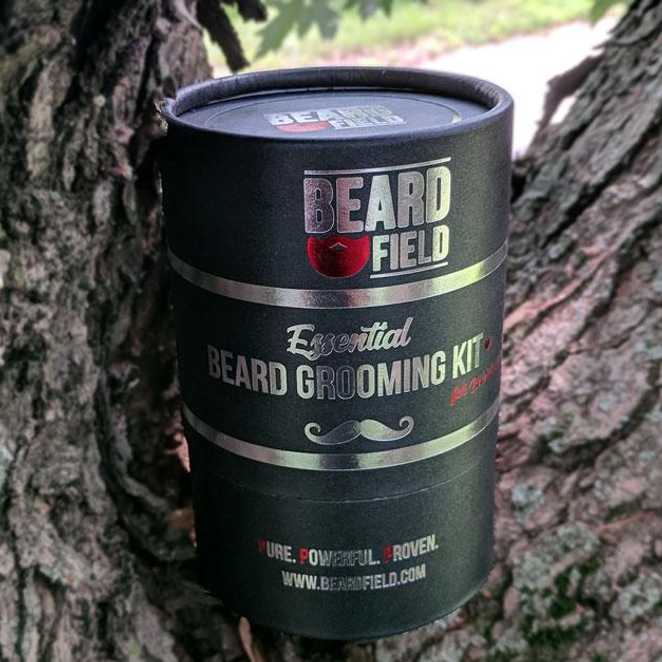 BEARD
FIELD
BEARD
FIELD
Essential
BEARD GROOMING KIT
PURE. POWERFUL. PROVEN.
WWW.BEARDFIELD.COM